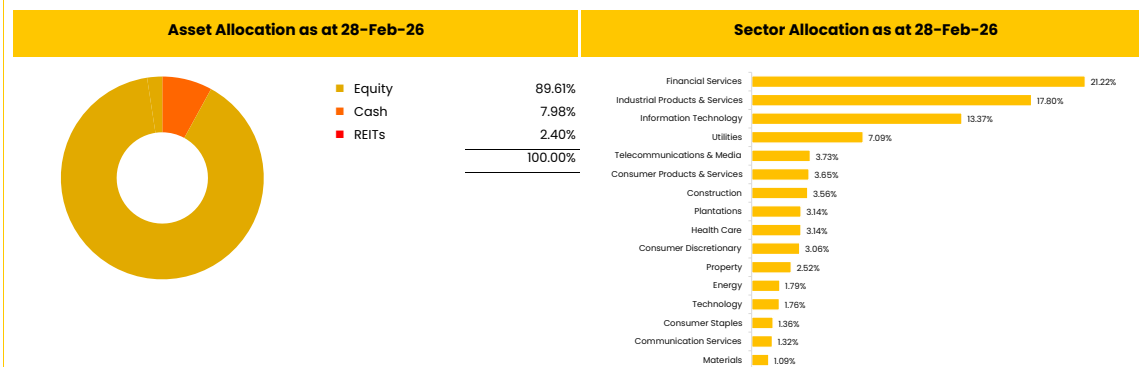 Asset Allocation as at 28-Feb-26
Equity 89.61%
Cash 7.98%
REITs 2.40%
100.00%
Sector Allocation as at 28-Feb-26
Financial Services 21.22%
Industrial Products & Services 17.80%
Information Technology 13.37%
Utilities 7.09%
Telecommunications & Media 3.73%
Consumer Products & Services 3.65%
Construction 3.56%
Plantations 3.14%
Health Care 3.14%
Consumer Discretionary 3.06%
Property 2.52%
Energy 1.79%
Technology 1.76%
Consumer Staples 1.36%
Communication Services 1.32%
Materials 1.09%